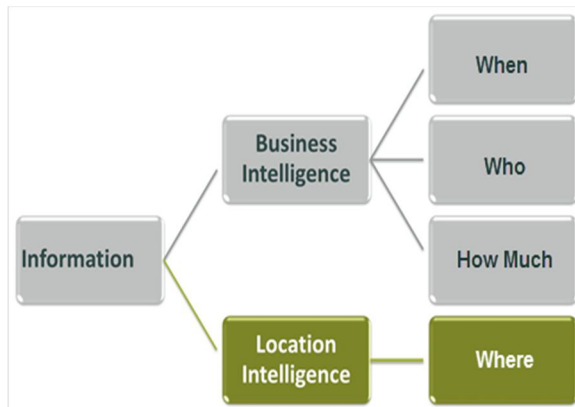 When
Business
Intelligence
Who
Information
How Much
Location
Intelligence
Where